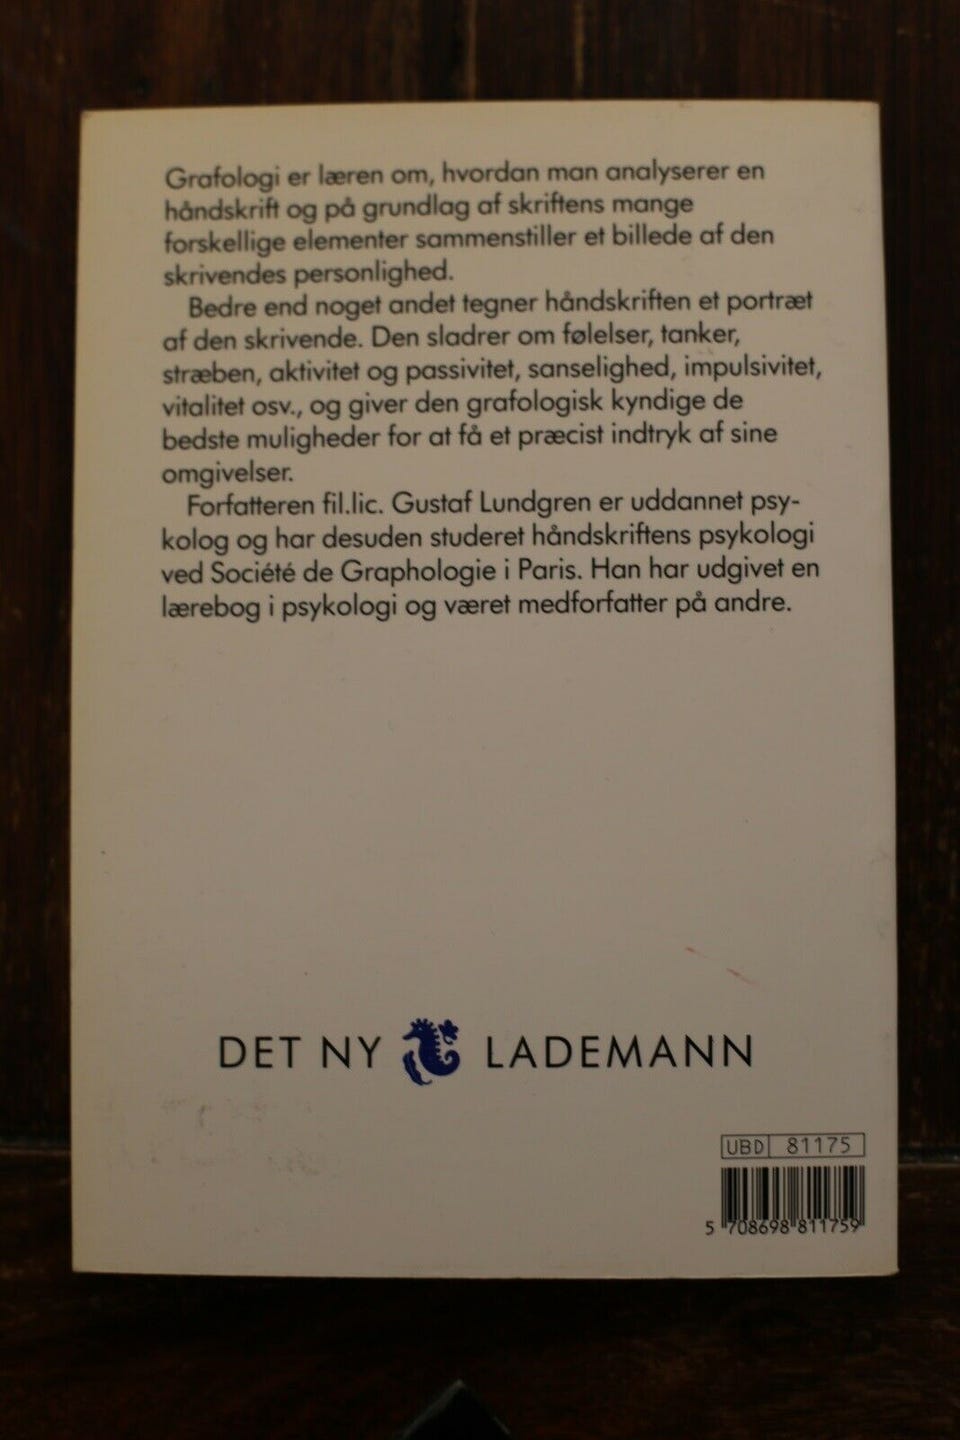 Grafologi er læren om, hvordan man analyserer en
håndskrift og på grundlag af skriftens mange
forskellige elementer sammenstiller et billede af den
skrivendes personlighed.
Bedre end noget andet tegner håndskriften et portræt
af den skrivende. Den sladrer om følelser, tanker,
stræben, aktivitet og passivitet, sanselighed, impulsivitet,
vitalitet osv., og giver den grafologisk kyndige de
bedste muligheder for at få et præcist indtryk af sine
omgivelser.
Forfatteren fil.lic. Gustaf Lundgren er uddannet psy-
kolog og har desuden studeret håndskriftens psykologi
ved Société de Graphologie i Paris. Han har udgivet en
lærebog i psykologi og været medforfatter på andre.
DET NY LADEMANN
UBD 81175
5 708698 811759